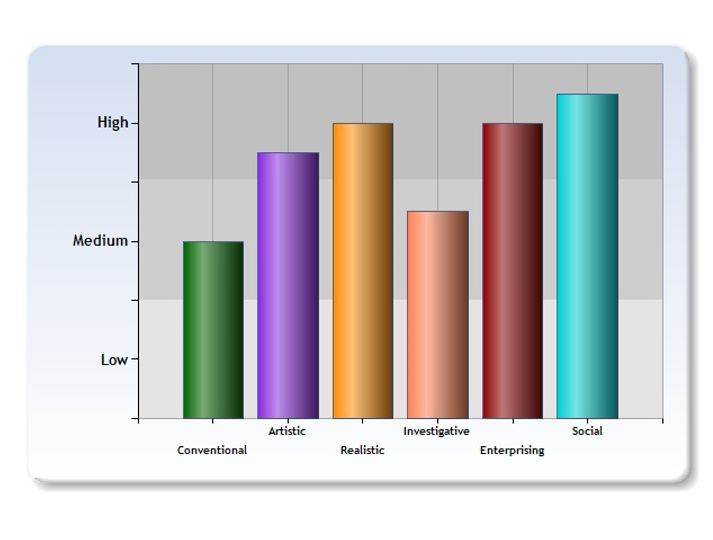 High
Medium
Low
Artistic
Investigative
Social
Conventional
Realistic
Enterprising